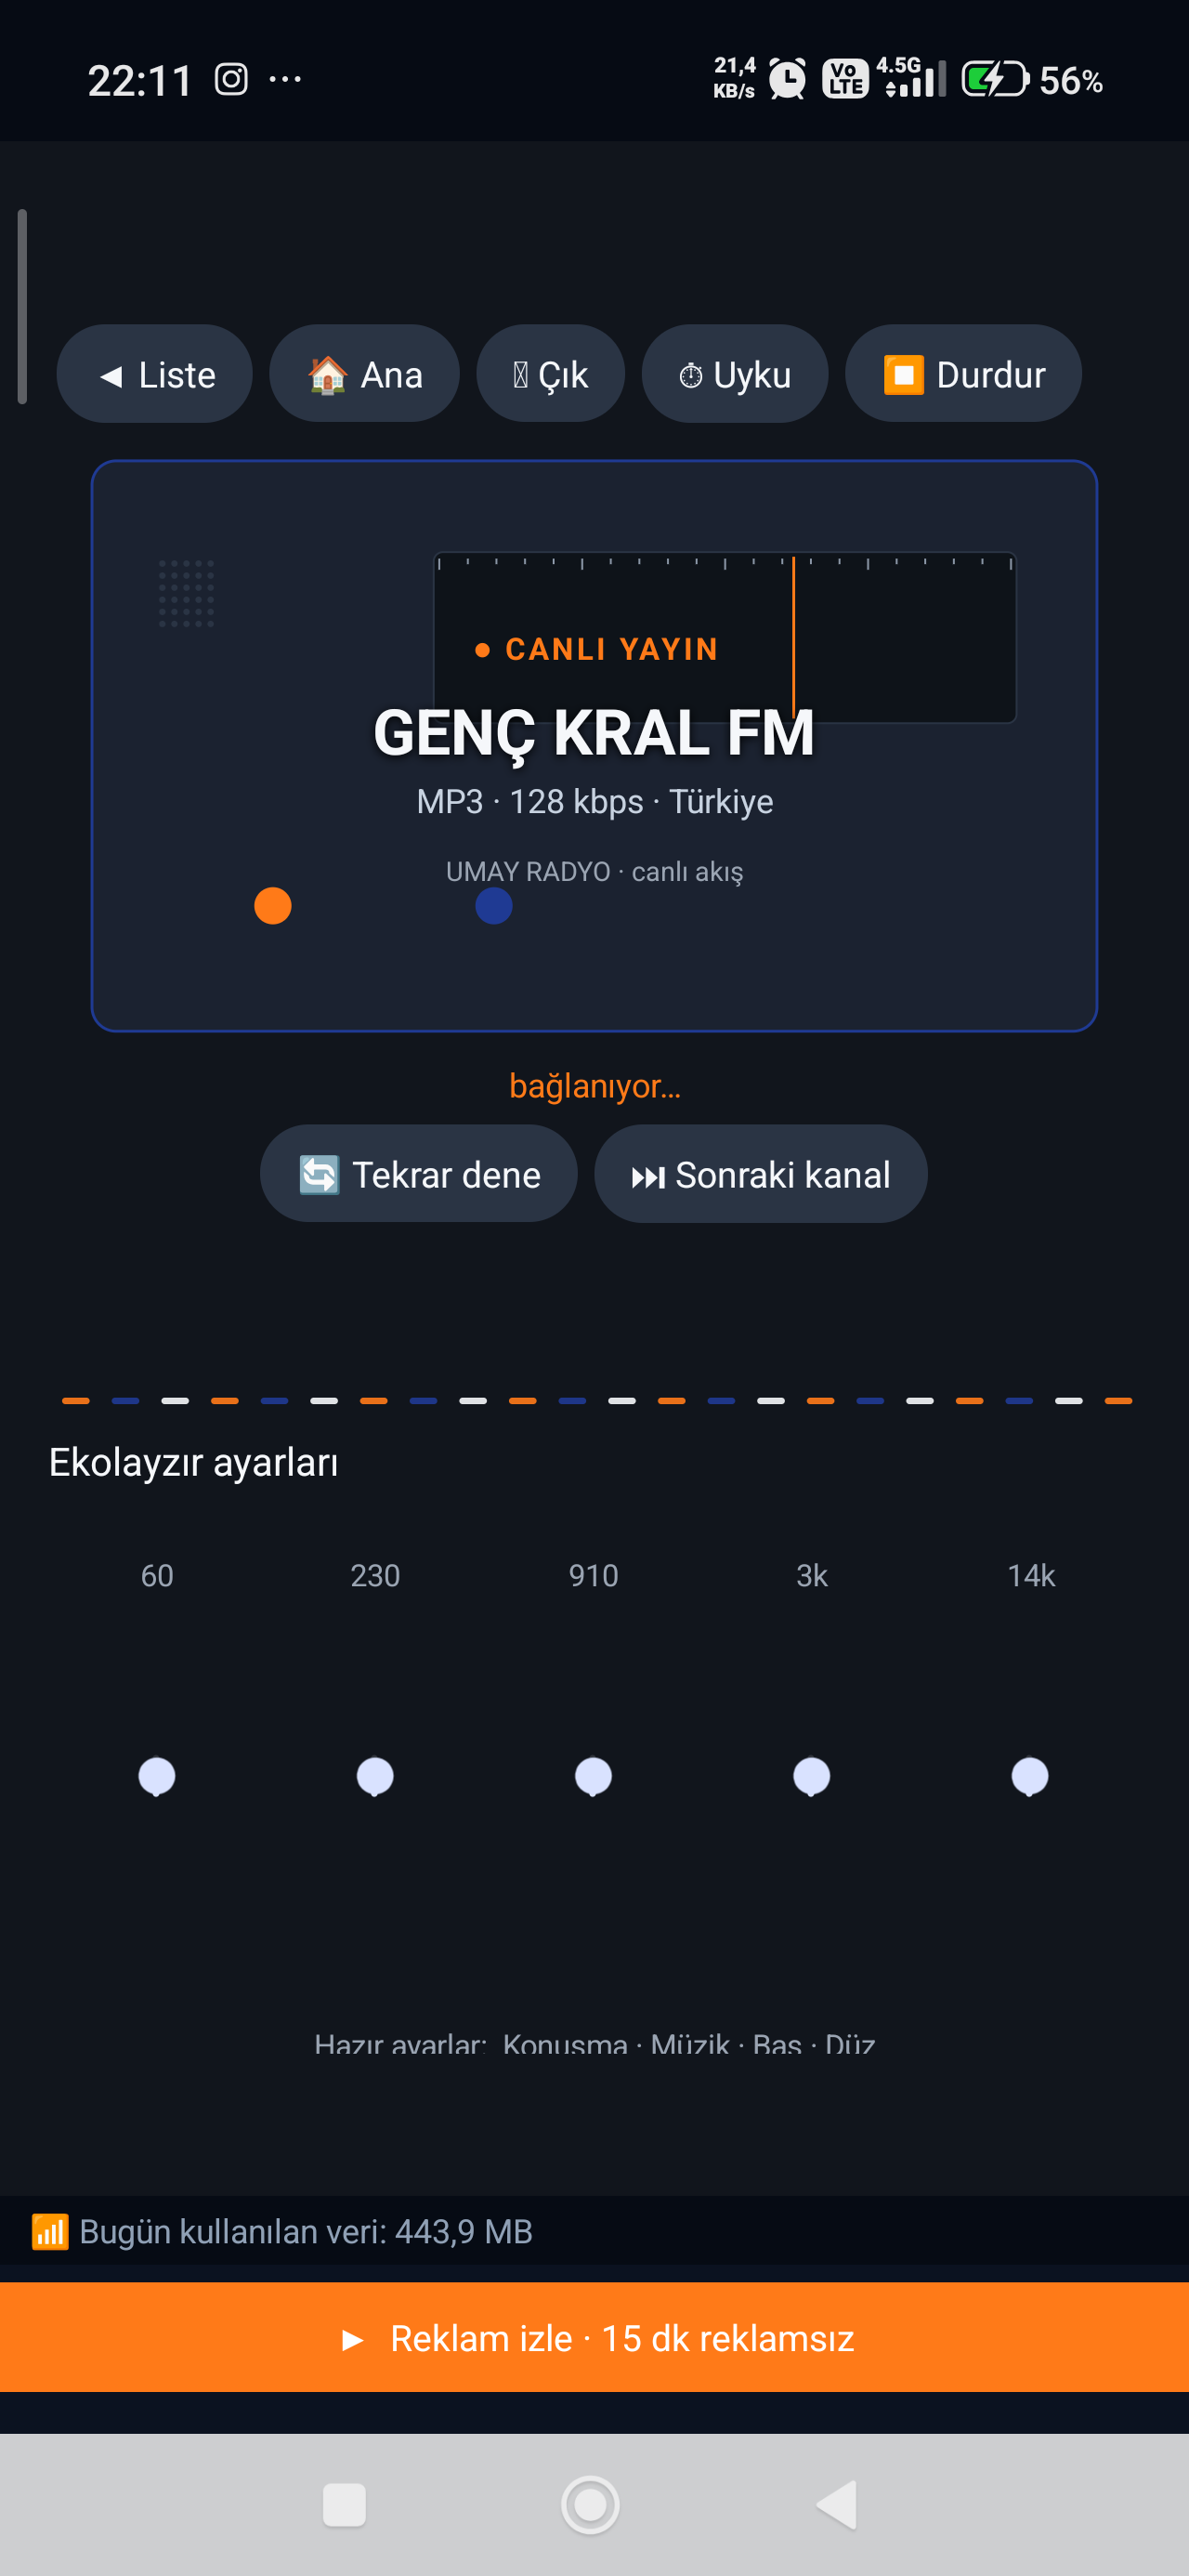 22:11 ...
21,4 KB/s Vo LTE 4.5G 56%
◄ Liste 🏠 Ana Çık ⏱ Uyku ⏹ Durdur
● CANLI YAYIN
GENÇ KRAL FM
MP3 · 128 kbps · Türkiye
UMAY RADYO · canlı akış
bağlanıyor...
🔄 Tekrar dene ⏭ Sonraki kanal
Ekolayzır ayarları
60 230 910 3k 14k
Hazır ayarlar: Konuşma · Müzik · Bas · Düz
📶 Bugün kullanılan veri: 443,9 MB
► Reklam izle · 15 dk reklamsız